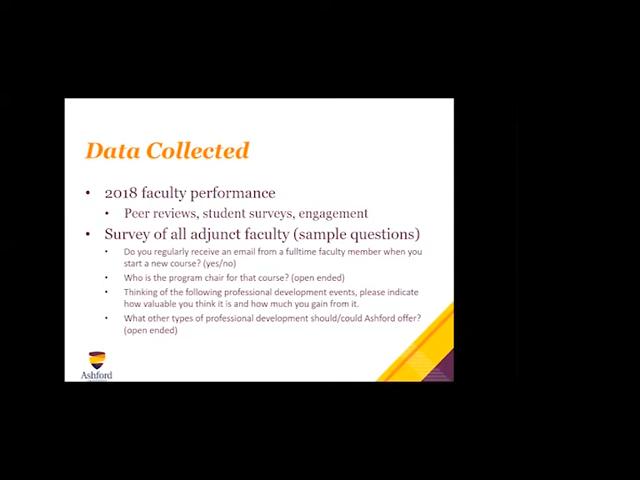 Data Collected
• 2018 faculty performance
• Peer reviews, student surveys, engagement
• Survey of all adjunct faculty (sample questions)
• Do you regularly receive an email from a fulltime faculty member when you
start a new course? (yes/no)
• Who is the program chair for that course? (open ended)
• Thinking of the following professional development events, please indicate
how valuable you think it is and how much you gain from it.
• What other types of professional development should/could Ashford offer?
(open ended)
Ashford